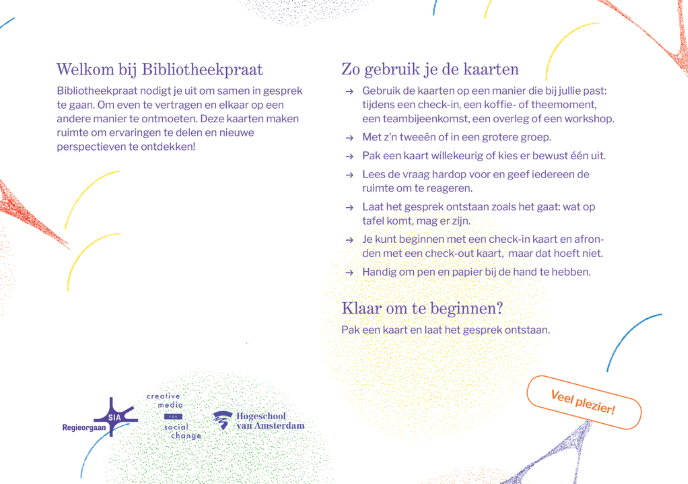 Welkom bij Bibliotheekpraat
Bibliotheekpraat nodigt je uit om samen in gesprek
te gaan. Om even te vertragen en elkaar op een
andere manier te ontmoeten. Deze kaarten maken
ruimte om ervaringen te delen en nieuwe
perspectieven te ontdekken!
Zo gebruik je de kaarten
→ Gebruik de kaarten op een manier die bij jullie past:
tijdens een check-in, een koffie- of theemoment,
een teambijeenkomst, een overleg of een workshop.
→ Met z'n tweeën of in een grotere groep.
→ Pak een kaart willekeurig of kies er bewust één uit.
→ Lees de vraag hardop voor en geef iedereen de
ruimte om te reageren.
→ Laat het gesprek ontstaan zoals het gaat: wat op
tafel komt, mag er zijn.
→ Je kunt beginnen met een check-in kaart en afron-
den met een check-out kaart, maar dat hoeft niet.
→ Handig om pen en papier bij de hand te hebben.
Klaar om te beginnen?
Pak een kaart en laat het gesprek ontstaan.
Veel plezier!
Regieorgaan SIA
creative
media
social
change
Hogeschool
van Amsterdam